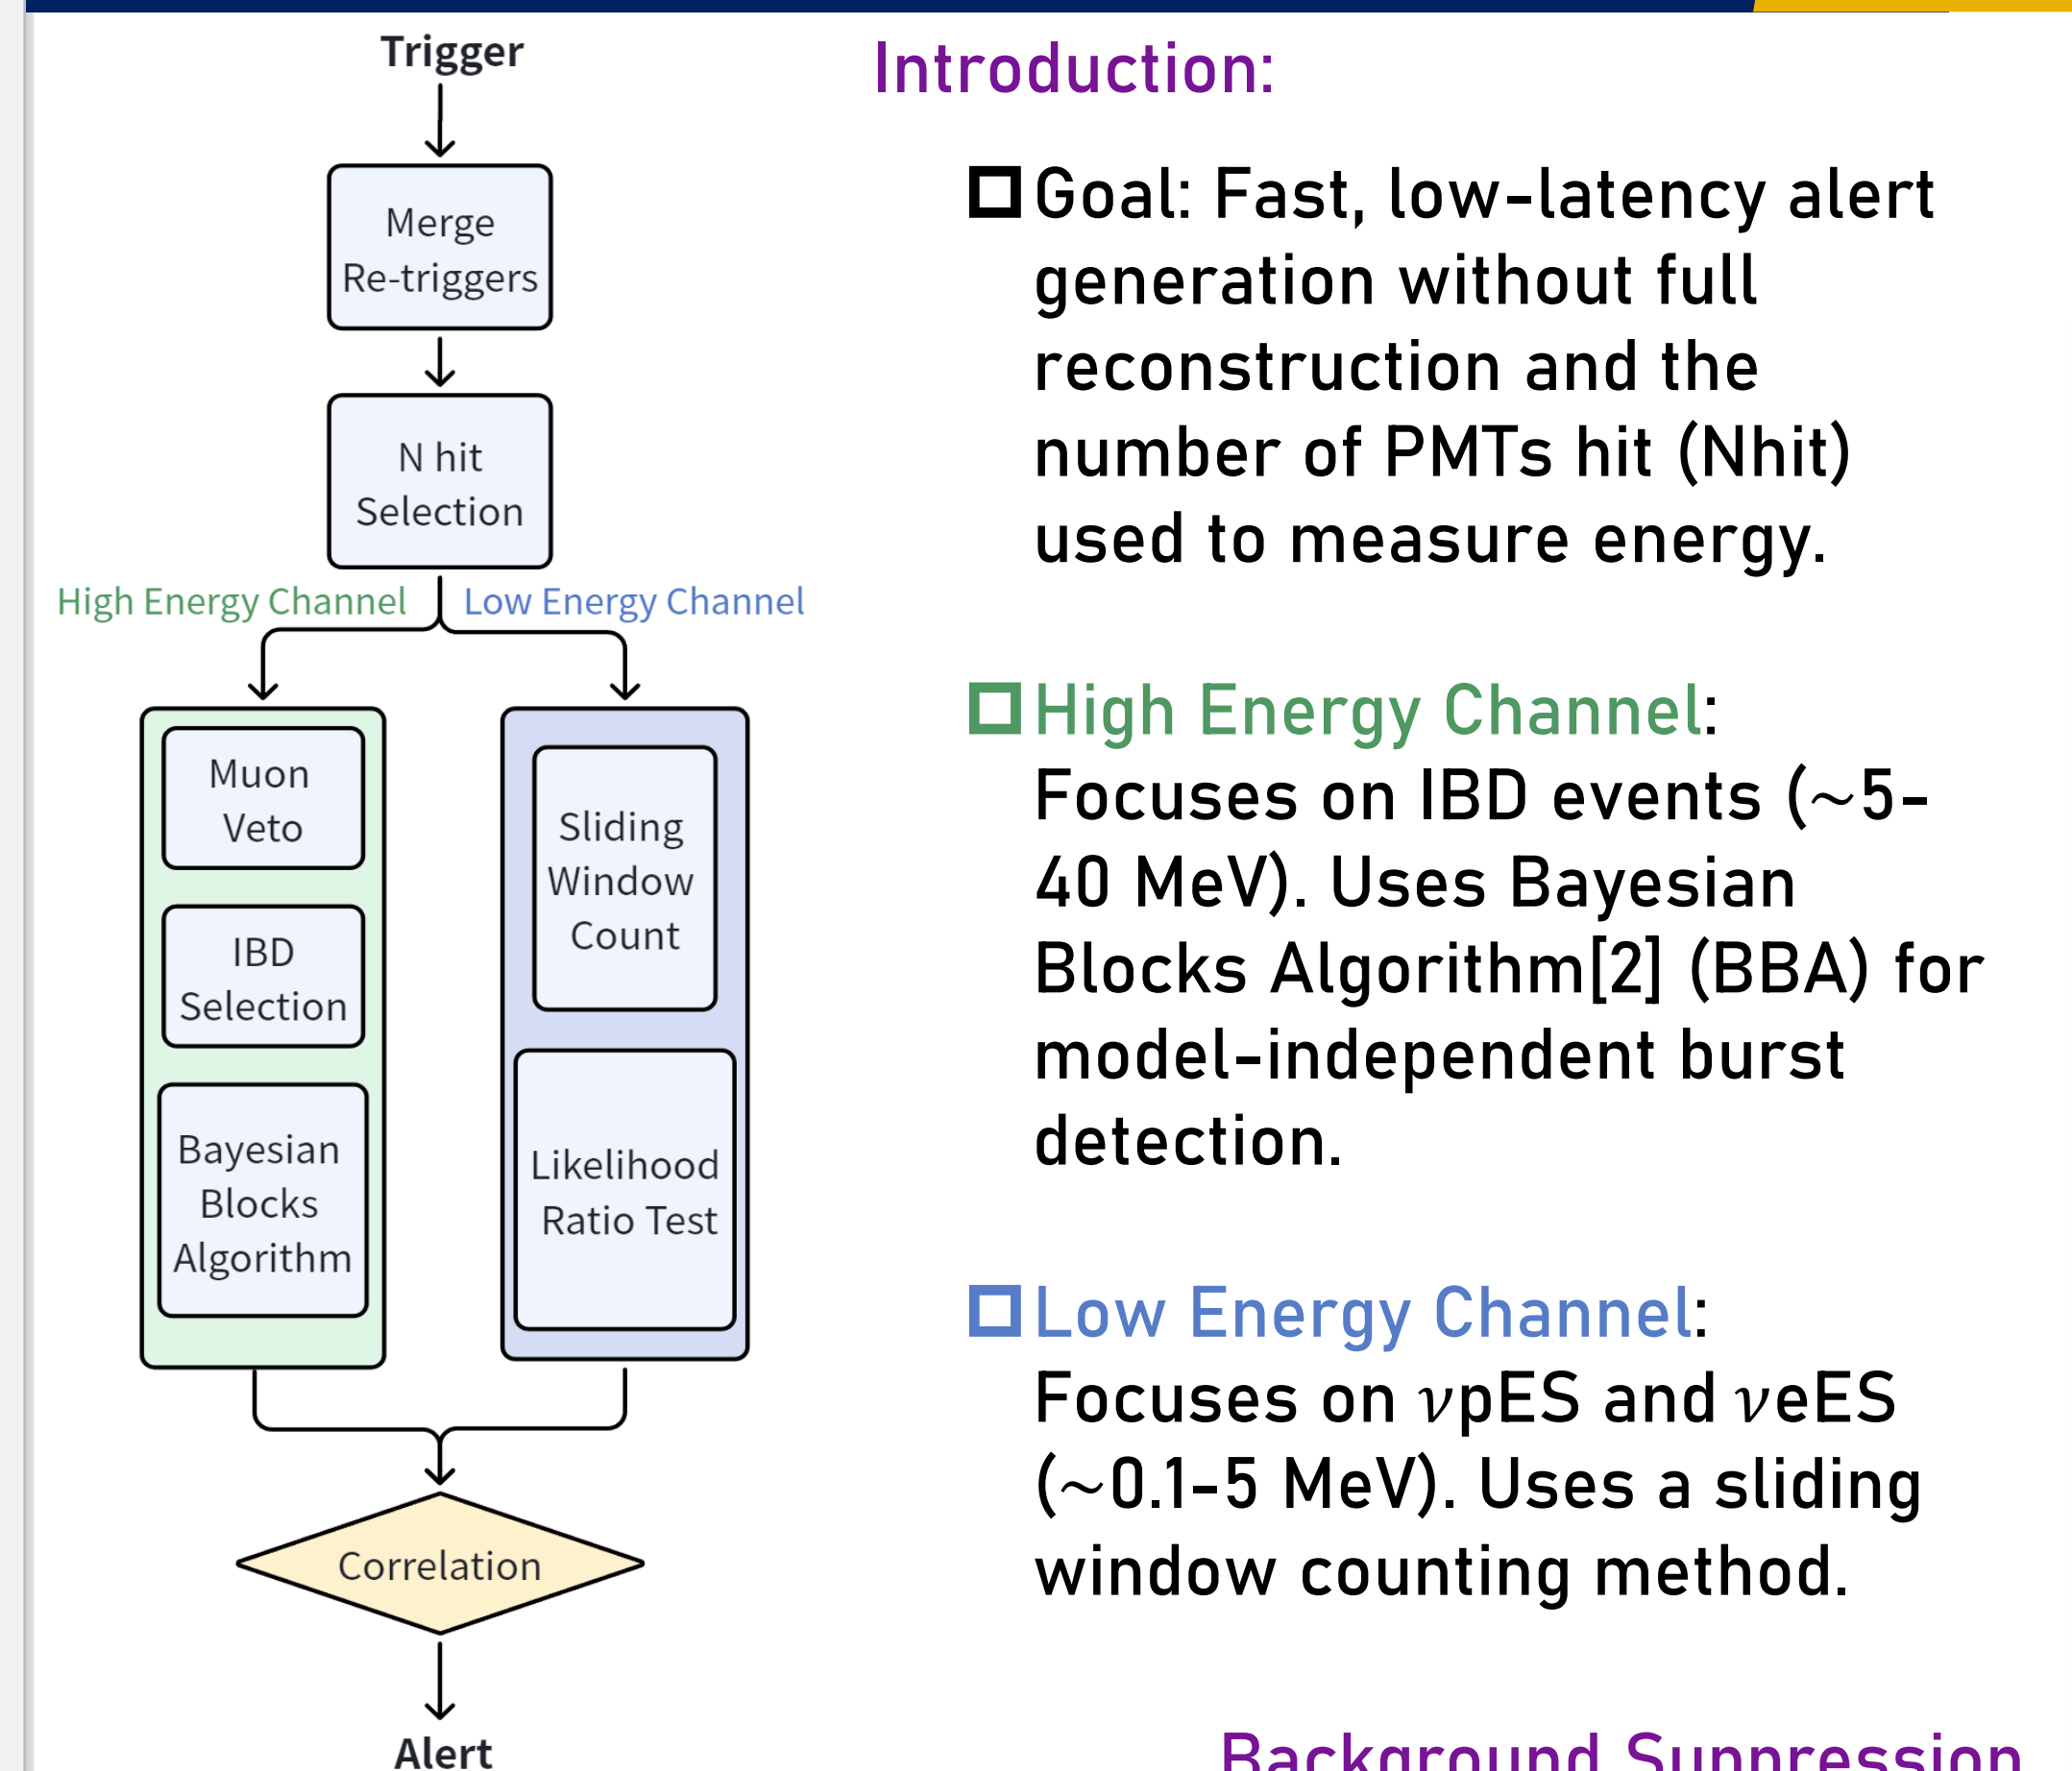 Trigger
Merge
Re-triggers
N hit
Selection
High Energy Channel
Low Energy Channel
Muon
Veto
IBD
Selection
Bayesian
Blocks
Algorithm
Sliding
Window
Count
Likelihood
Ratio Test
Correlation
Alert
Introduction:
Goal: Fast, low-latency alert
generation without full
reconstruction and the
number of PMTs hit (Nhit)
used to measure energy.
High Energy Channel:
Focuses on IBD events (~5-
40 MeV). Uses Bayesian
Blocks Algorithm[2] (BBA) for
model-independent burst
detection.
Low Energy Channel:
Focuses on νpES and νeES
(~0.1-5 MeV). Uses a sliding
window counting method.
Background Suppression